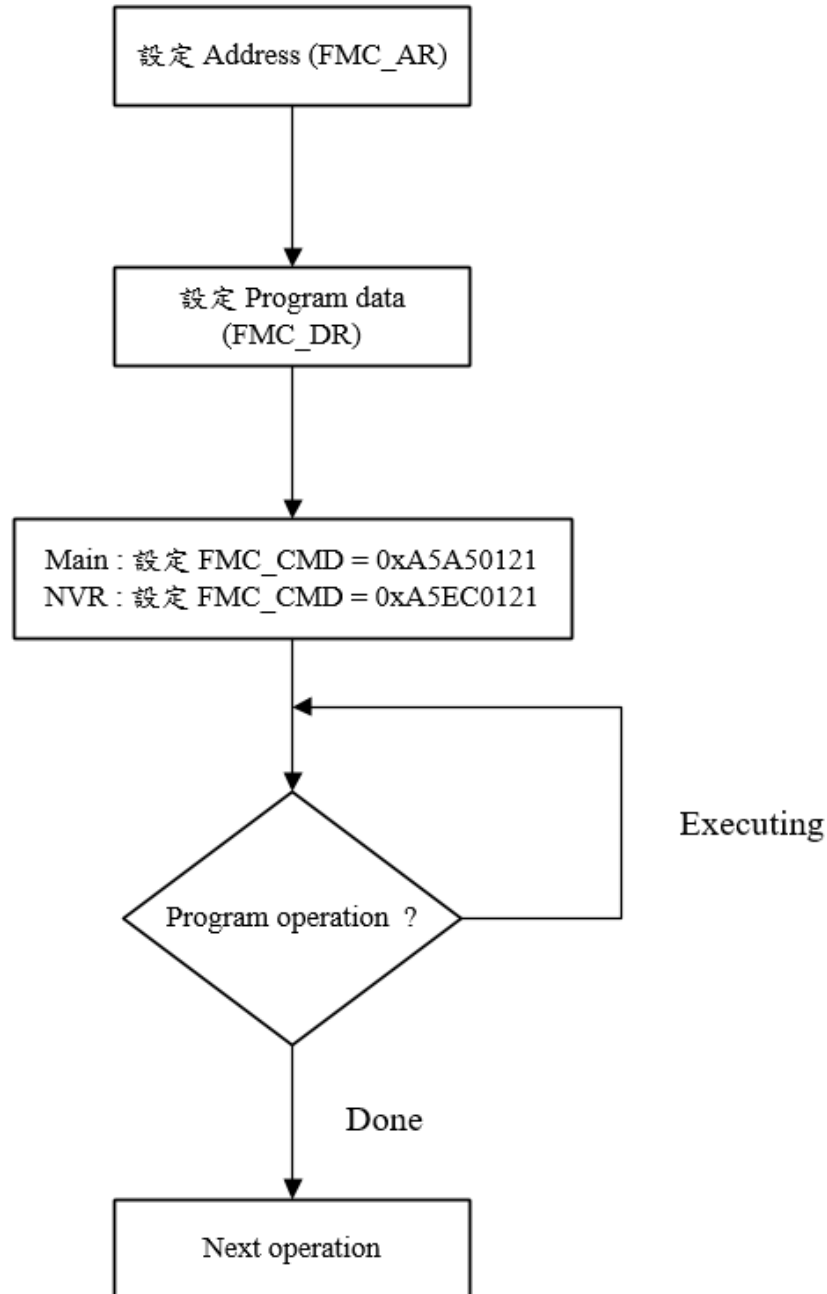 設定 Address (FMC_AR)
設定 Program data
(FMC_DR)
Main : 設定 FMC_CMD = 0xA5A50121
NVR : 設定 FMC_CMD = 0xA5EC0121
Executing
Program operation ?
Done
Next operation